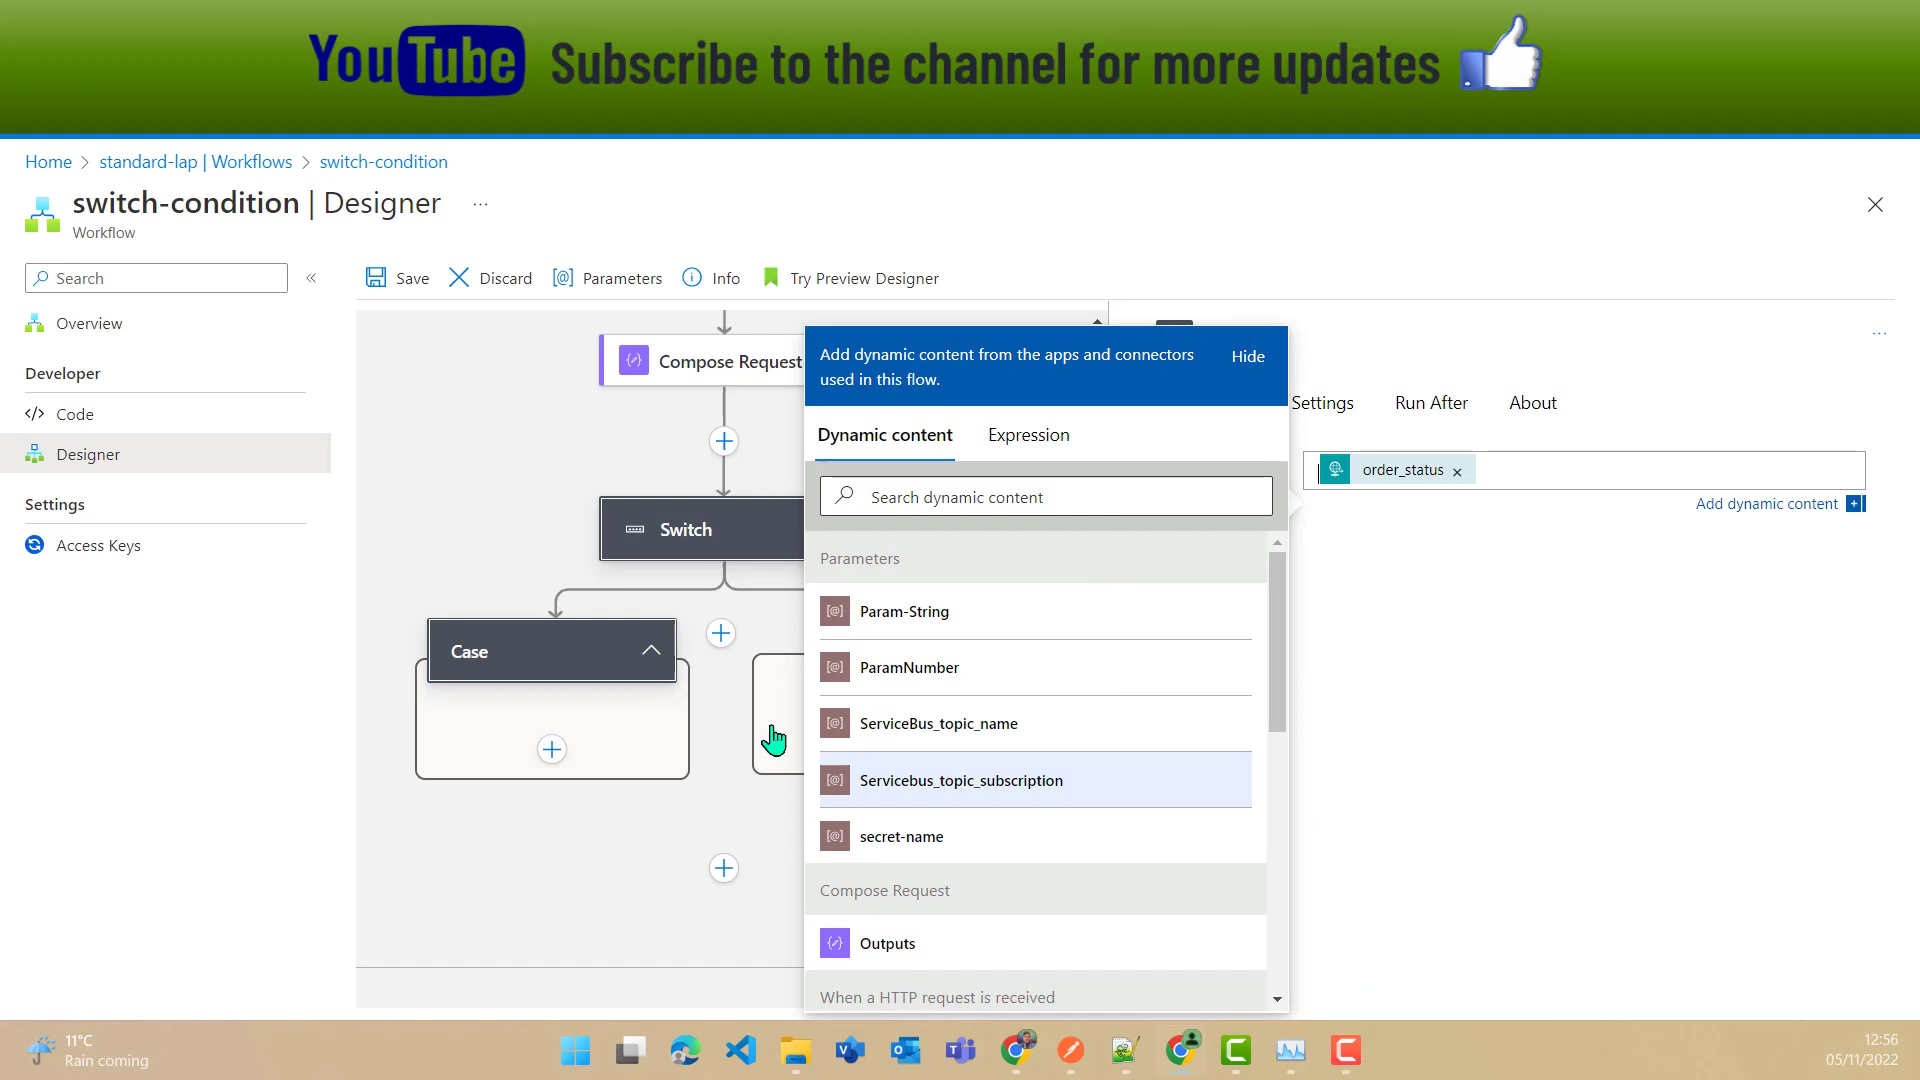 YouTube Subscribe to the channel for more updates
Home > standard-lap | Workflows > switch-condition
switch-condition | Designer ...
Workflow
Search «
Save Discard [@] Parameters Info Try Preview Designer
Overview
Developer
</> Code
Designer
Settings
Access Keys
Compose Request
Switch
Case
Add dynamic content from the apps and connectors
used in this flow.
Hide
Dynamic content Expression
Search dynamic content
Parameters
[@] Param-String
[@] ParamNumber
[@] ServiceBus_topic_name
[@] Servicebus_topic_subscription
[@] secret-name
Compose Request
Outputs
When a HTTP request is received
...
Settings Run After About
order_status ×
Add dynamic content
11°C
Rain coming
12:56
05/11/2022